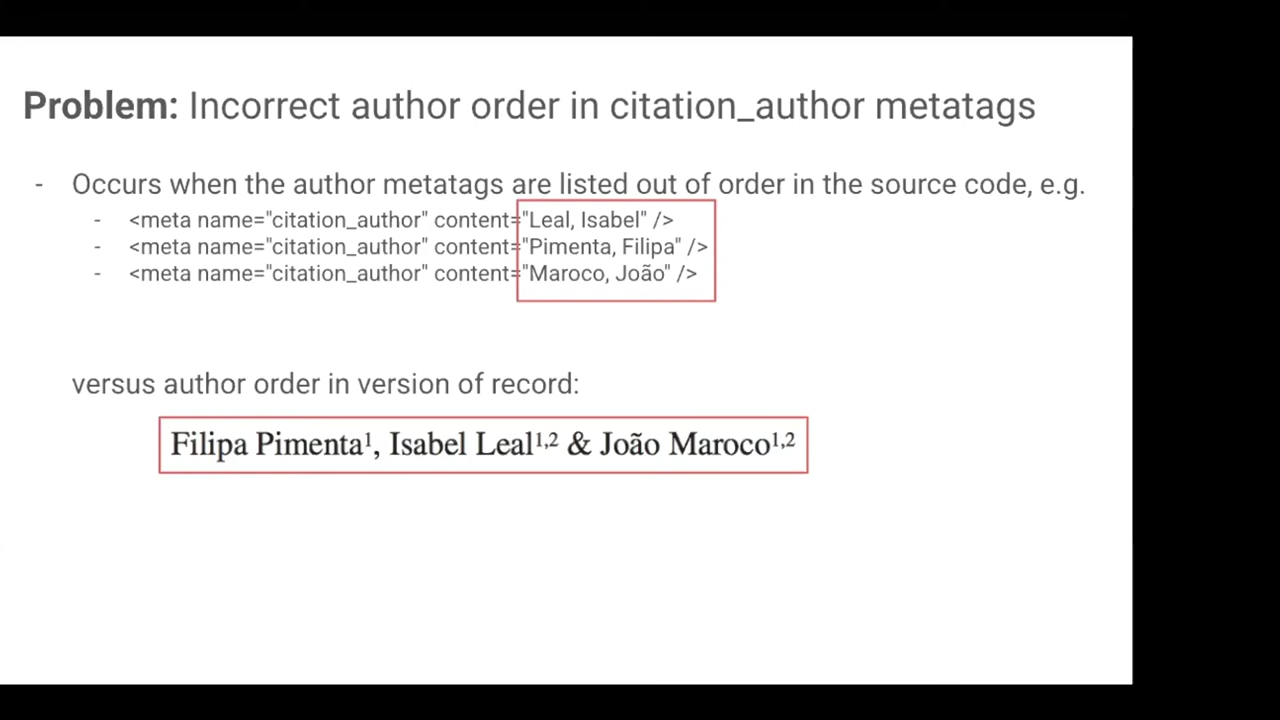 Problem: Incorrect author order in citation_author metatags
- Occurs when the author metatags are listed out of order in the source code, e.g.
- <meta name="citation_author" content="Leal, Isabel" />
- <meta name="citation_author" content="Pimenta, Filipa" />
- <meta name="citation_author" content="Maroco, João" />
versus author order in version of record:
Filipa Pimenta¹, Isabel Leal¹,² & João Maroco¹,²